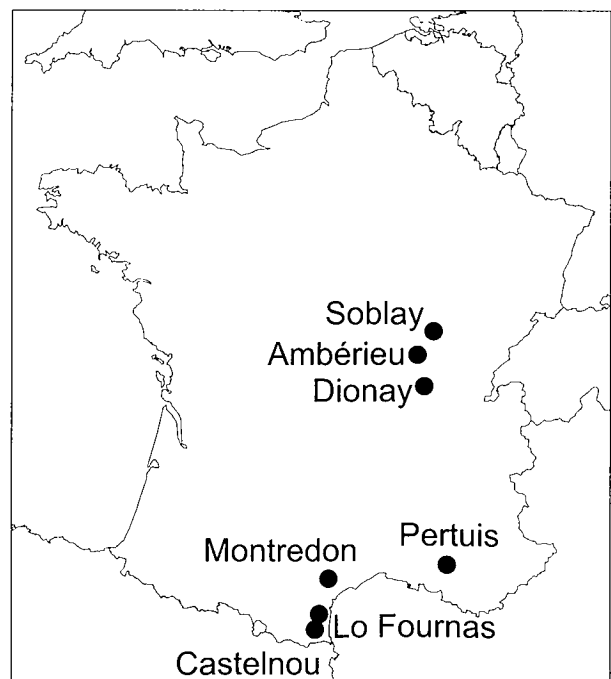 Soblay
Ambérieu
Dionay
Pertuis
Montredon
Lo Fournas
Castelnou